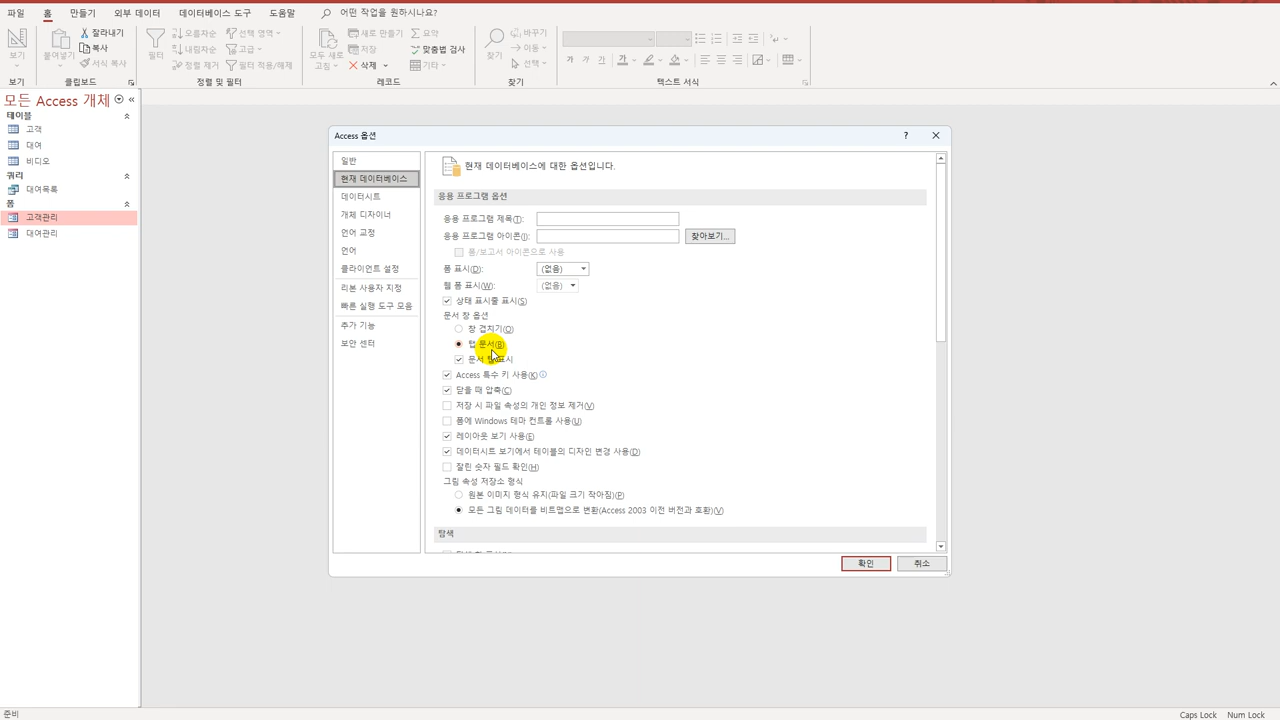 파일 홈 만들기 외부 데이터 데이터베이스 도구 도움말 어떤 작업을 원하시나요?
보기
보기
붙여넣기
잘라내기
복사
서식 복사
클립보드
필터
오름차순
내림차순
정렬 제거
선택 영역
고급
필터 적용/해제
정렬 및 필터
모두 새로 고침
새로 만들기
저장
삭제
요약
맞춤법 검사
기타
레코드
찾기
바꾸기
이동
선택
찾기
가 가 가 가
텍스트 서식
모든 Access 개체
테이블
고객
대여
비디오
쿼리
대여목록
폼
고객관리
대여관리
Access 옵션
?
일반
현재 데이터베이스
데이터시트
개체 디자이너
언어 교정
언어
클라이언트 설정
리본 사용자 지정
빠른 실행 도구 모음
추가 기능
보안 센터
현재 데이터베이스에 대한 옵션입니다.
응용 프로그램 옵션
응용 프로그램 제목(T):
응용 프로그램 아이콘(I): 찾아보기...
폼/보고서 아이콘으로 사용
폼 표시(D): (없음)
웹 폼 표시(W): (없음)
상태 표시줄 표시(S)
문서 창 옵션
창 겹치기(O)
탭 문서(B)
문서 탭 표시
Access 특수 키 사용(K)
닫을 때 압축(C)
저장 시 파일 속성의 개인 정보 제거(V)
폼에 Windows 테마 컨트롤 사용(U)
레이아웃 보기 사용(E)
데이터시트 보기에서 테이블의 디자인 변경 사용(D)
잘린 숫자 필드 확인(H)
그림 속성 저장소 형식
원본 이미지 형식 유지(파일 크기 작아짐)(P)
모든 그림 데이터를 비트맵으로 변환(Access 2003 이전 버전과 호환)(V)
탐색
확인 취소
준비
Caps Lock Num Lock